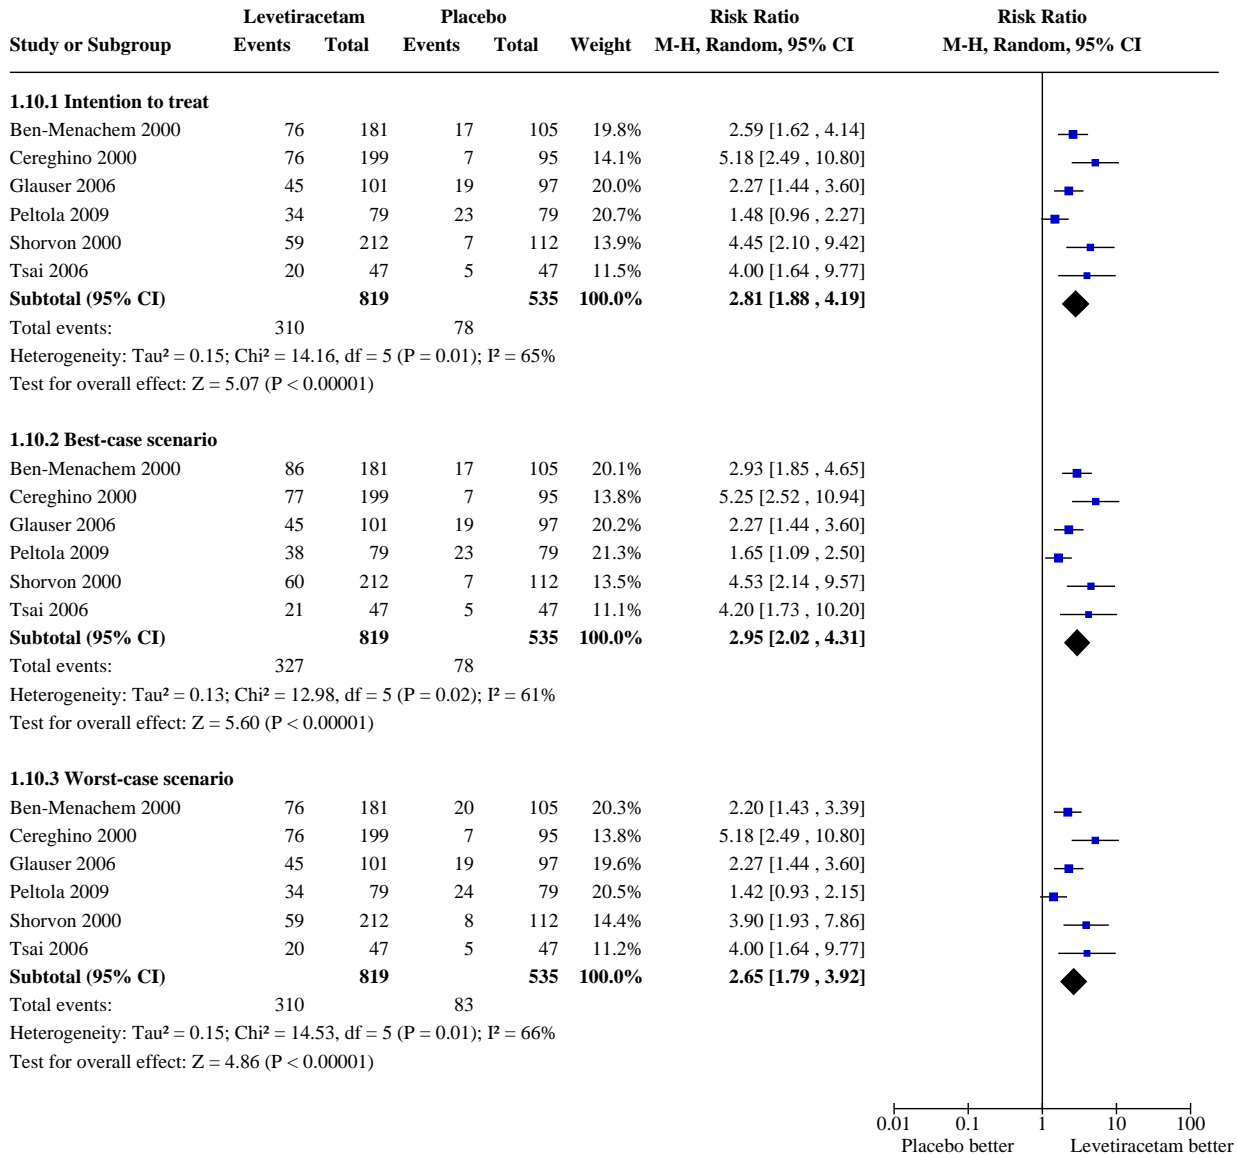 Levetiracetam Placebo Risk Ratio Risk Ratio
Study or Subgroup Events Total Events Total Weight M-H, Random, 95% CI M-H, Random, 95% CI
1.10.1 Intention to treat
Ben-Menachem 2000 76 181 17 105 19.8% 2.59 [1.62 , 4.14]
Cereghino 2000 76 199 7 95 14.1% 5.18 [2.49 , 10.80]
Glauser 2006 45 101 19 97 20.0% 2.27 [1.44 , 3.60]
Peltola 2009 34 79 23 79 20.7% 1.48 [0.96 , 2.27]
Shorvon 2000 59 212 7 112 13.9% 4.45 [2.10 , 9.42]
Tsai 2006 20 47 5 47 11.5% 4.00 [1.64 , 9.77]
Subtotal (95% CI) 819 535 100.0% 2.81 [1.88 , 4.19]
Total events: 310 78
Heterogeneity: Tau² = 0.15; Chi² = 14.16, df = 5 (P = 0.01); I² = 65%
Test for overall effect: Z = 5.07 (P < 0.00001)
1.10.2 Best-case scenario
Ben-Menachem 2000 86 181 17 105 20.1% 2.93 [1.85 , 4.65]
Cereghino 2000 77 199 7 95 13.8% 5.25 [2.52 , 10.94]
Glauser 2006 45 101 19 97 20.2% 2.27 [1.44 , 3.60]
Peltola 2009 38 79 23 79 21.3% 1.65 [1.09 , 2.50]
Shorvon 2000 60 212 7 112 13.5% 4.53 [2.14 , 9.57]
Tsai 2006 21 47 5 47 11.1% 4.20 [1.73 , 10.20]
Subtotal (95% CI) 819 535 100.0% 2.95 [2.02 , 4.31]
Total events: 327 78
Heterogeneity: Tau² = 0.13; Chi² = 12.98, df = 5 (P = 0.02); I² = 61%
Test for overall effect: Z = 5.60 (P < 0.00001)
1.10.3 Worst-case scenario
Ben-Menachem 2000 76 181 20 105 20.3% 2.20 [1.43 , 3.39]
Cereghino 2000 76 199 7 95 13.8% 5.18 [2.49 , 10.80]
Glauser 2006 45 101 19 97 19.6% 2.27 [1.44 , 3.60]
Peltola 2009 34 79 24 79 20.5% 1.42 [0.93 , 2.15]
Shorvon 2000 59 212 8 112 14.4% 3.90 [1.93 , 7.86]
Tsai 2006 20 47 5 47 11.2% 4.00 [1.64 , 9.77]
Subtotal (95% CI) 819 535 100.0% 2.65 [1.79 , 3.92]
Total events: 310 83
Heterogeneity: Tau² = 0.15; Chi² = 14.53, df = 5 (P = 0.01); I² = 66%
Test for overall effect: Z = 4.86 (P < 0.00001)
0.01 0.1 1 10 100
Placebo better Levetiracetam better